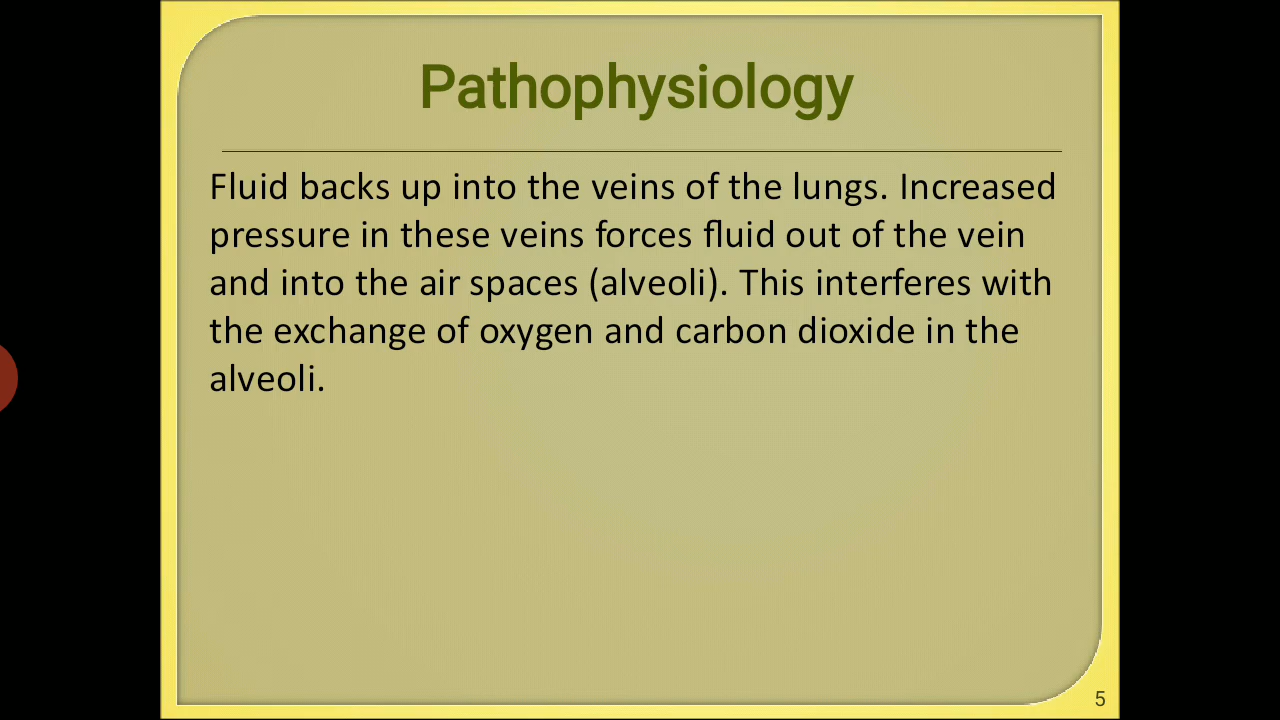 Pathophysiology
Fluid backs up into the veins of the lungs. Increased
pressure in these veins forces fluid out of the vein
and into the air spaces (alveoli). This interferes with
the exchange of oxygen and carbon dioxide in the
alveoli.
5